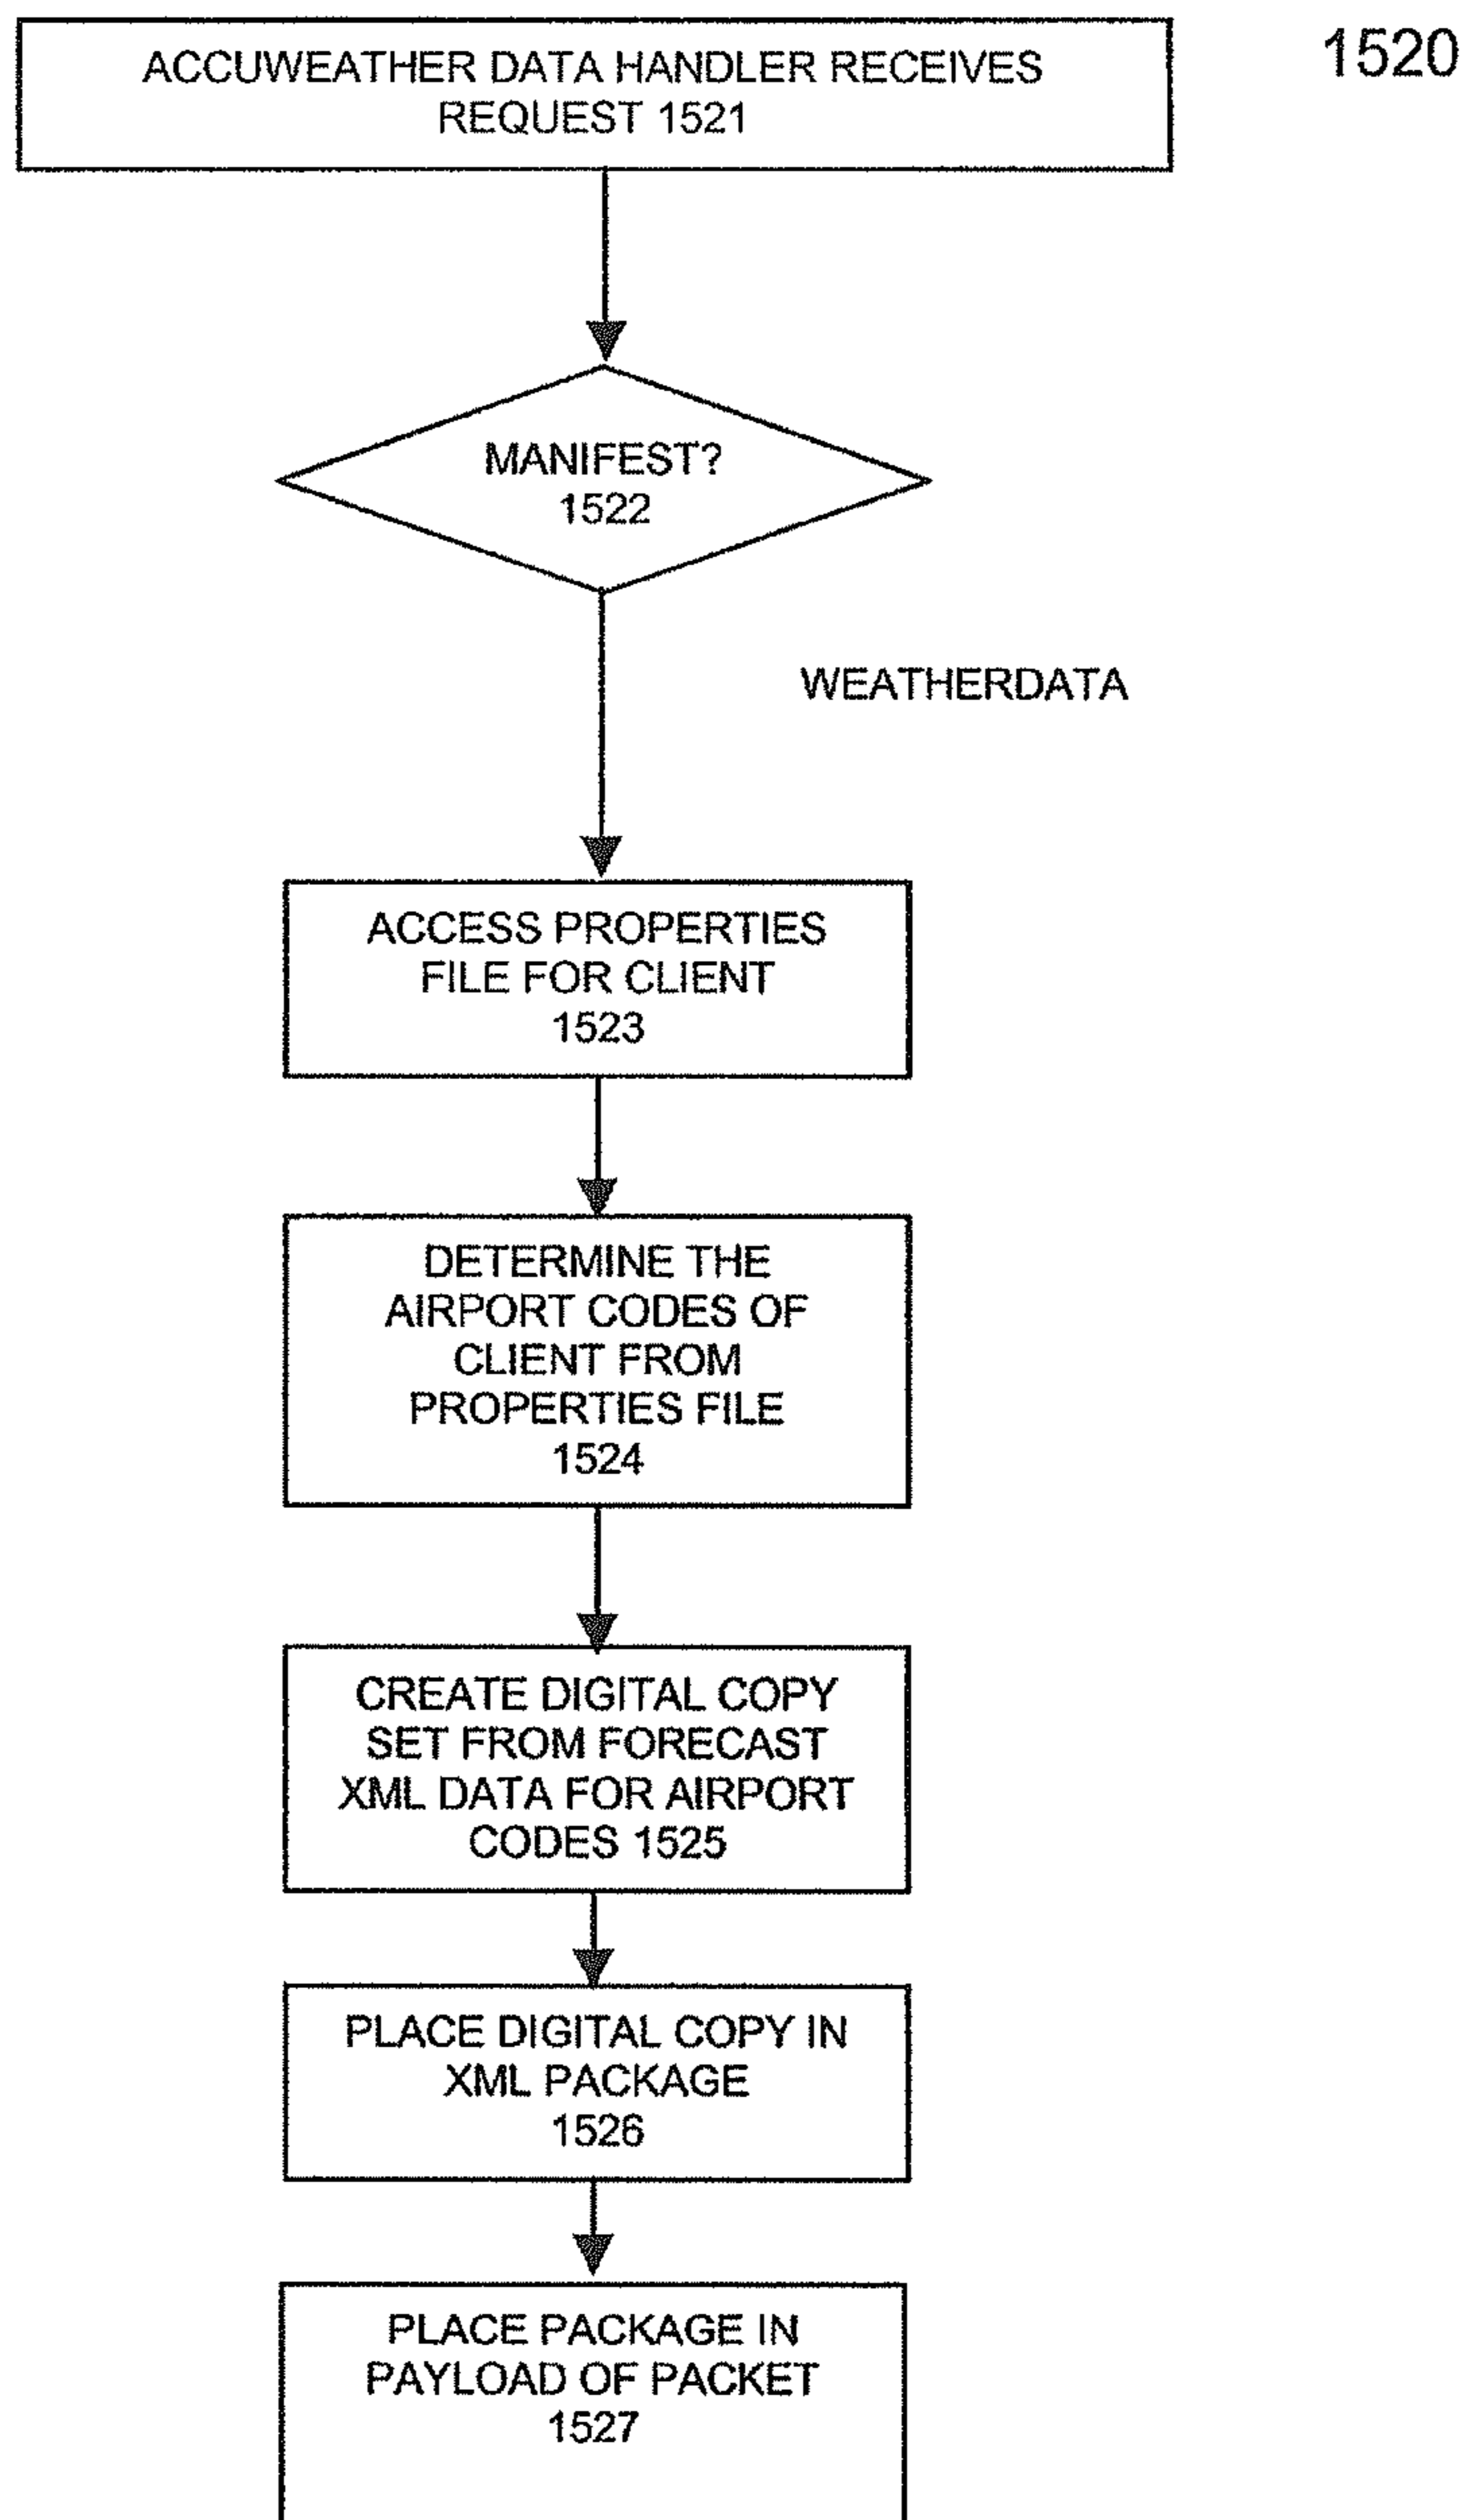 1520
ACCUWEATHER DATA HANDLER RECEIVES
REQUEST 1521
MANIFEST?
1522
WEATHERDATA
ACCESS PROPERTIES
FILE FOR CLIENT
1523
DETERMINE THE
AIRPORT CODES OF
CLIENT FROM
PROPERTIES FILE
1524
CREATE DIGITAL COPY
SET FROM FORECAST
XML DATA FOR AIRPORT
CODES 1525
PLACE DIGITAL COPY IN
XML PACKAGE
1526
PLACE PACKAGE IN
PAYLOAD OF PACKET
1527